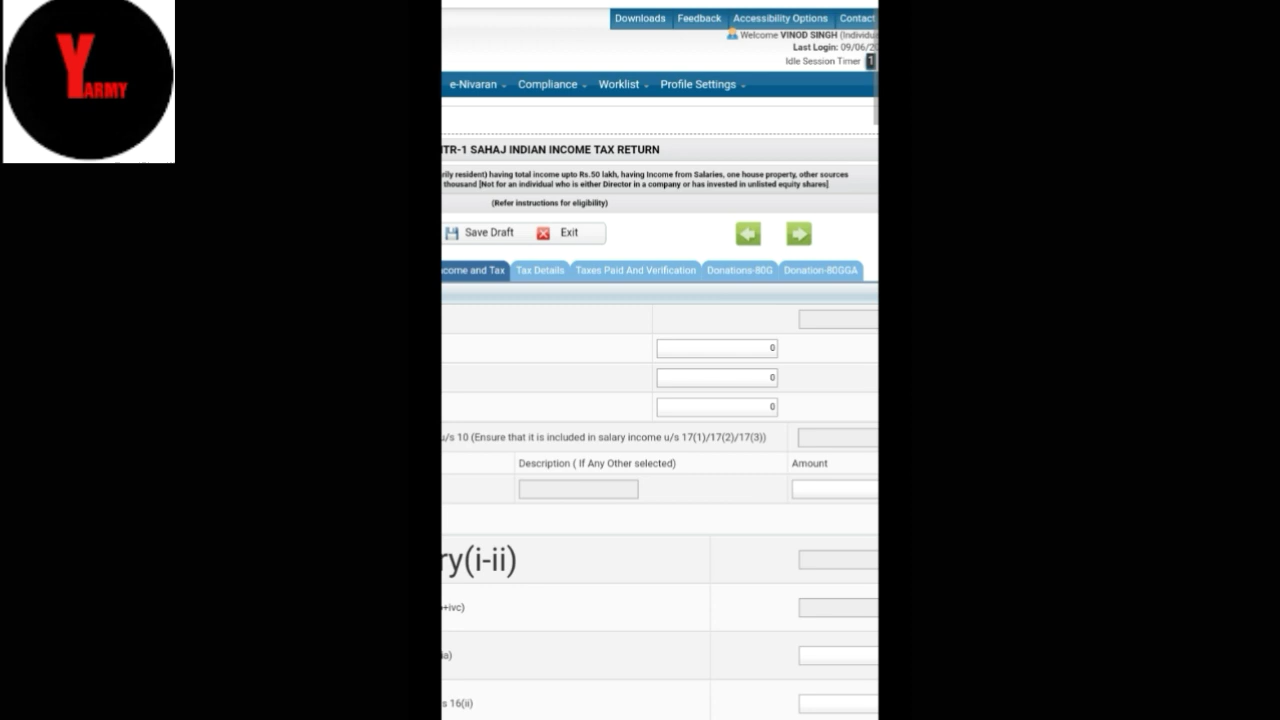 Y
ARMY
Downloads Feedback Accessibility Options Contact
Welcome VINOD SINGH (Individu
Last Login: 09/06/2
Idle Session Timer 1
e-Nivaran Compliance Worklist Profile Settings
ITR-1 SAHAJ INDIAN INCOME TAX RETURN
rily resident) having total income upto Rs.50 lakh, having Income from Salaries, one house property, other sources
thousand [Not for an individual who is either Director in a company or has invested in unlisted equity shares]
(Refer instructions for eligibility)
Save Draft Exit
come and Tax Tax Details Taxes Paid And Verification Donations-80G Donation-80GGA
0
0
0
u/s 10 (Ensure that it is included in salary income u/s 17(1)/17(2)/17(3))
Description ( If Any Other selected) Amount
ry(i-ii)
+ivc)
ia)
s 16(ii)